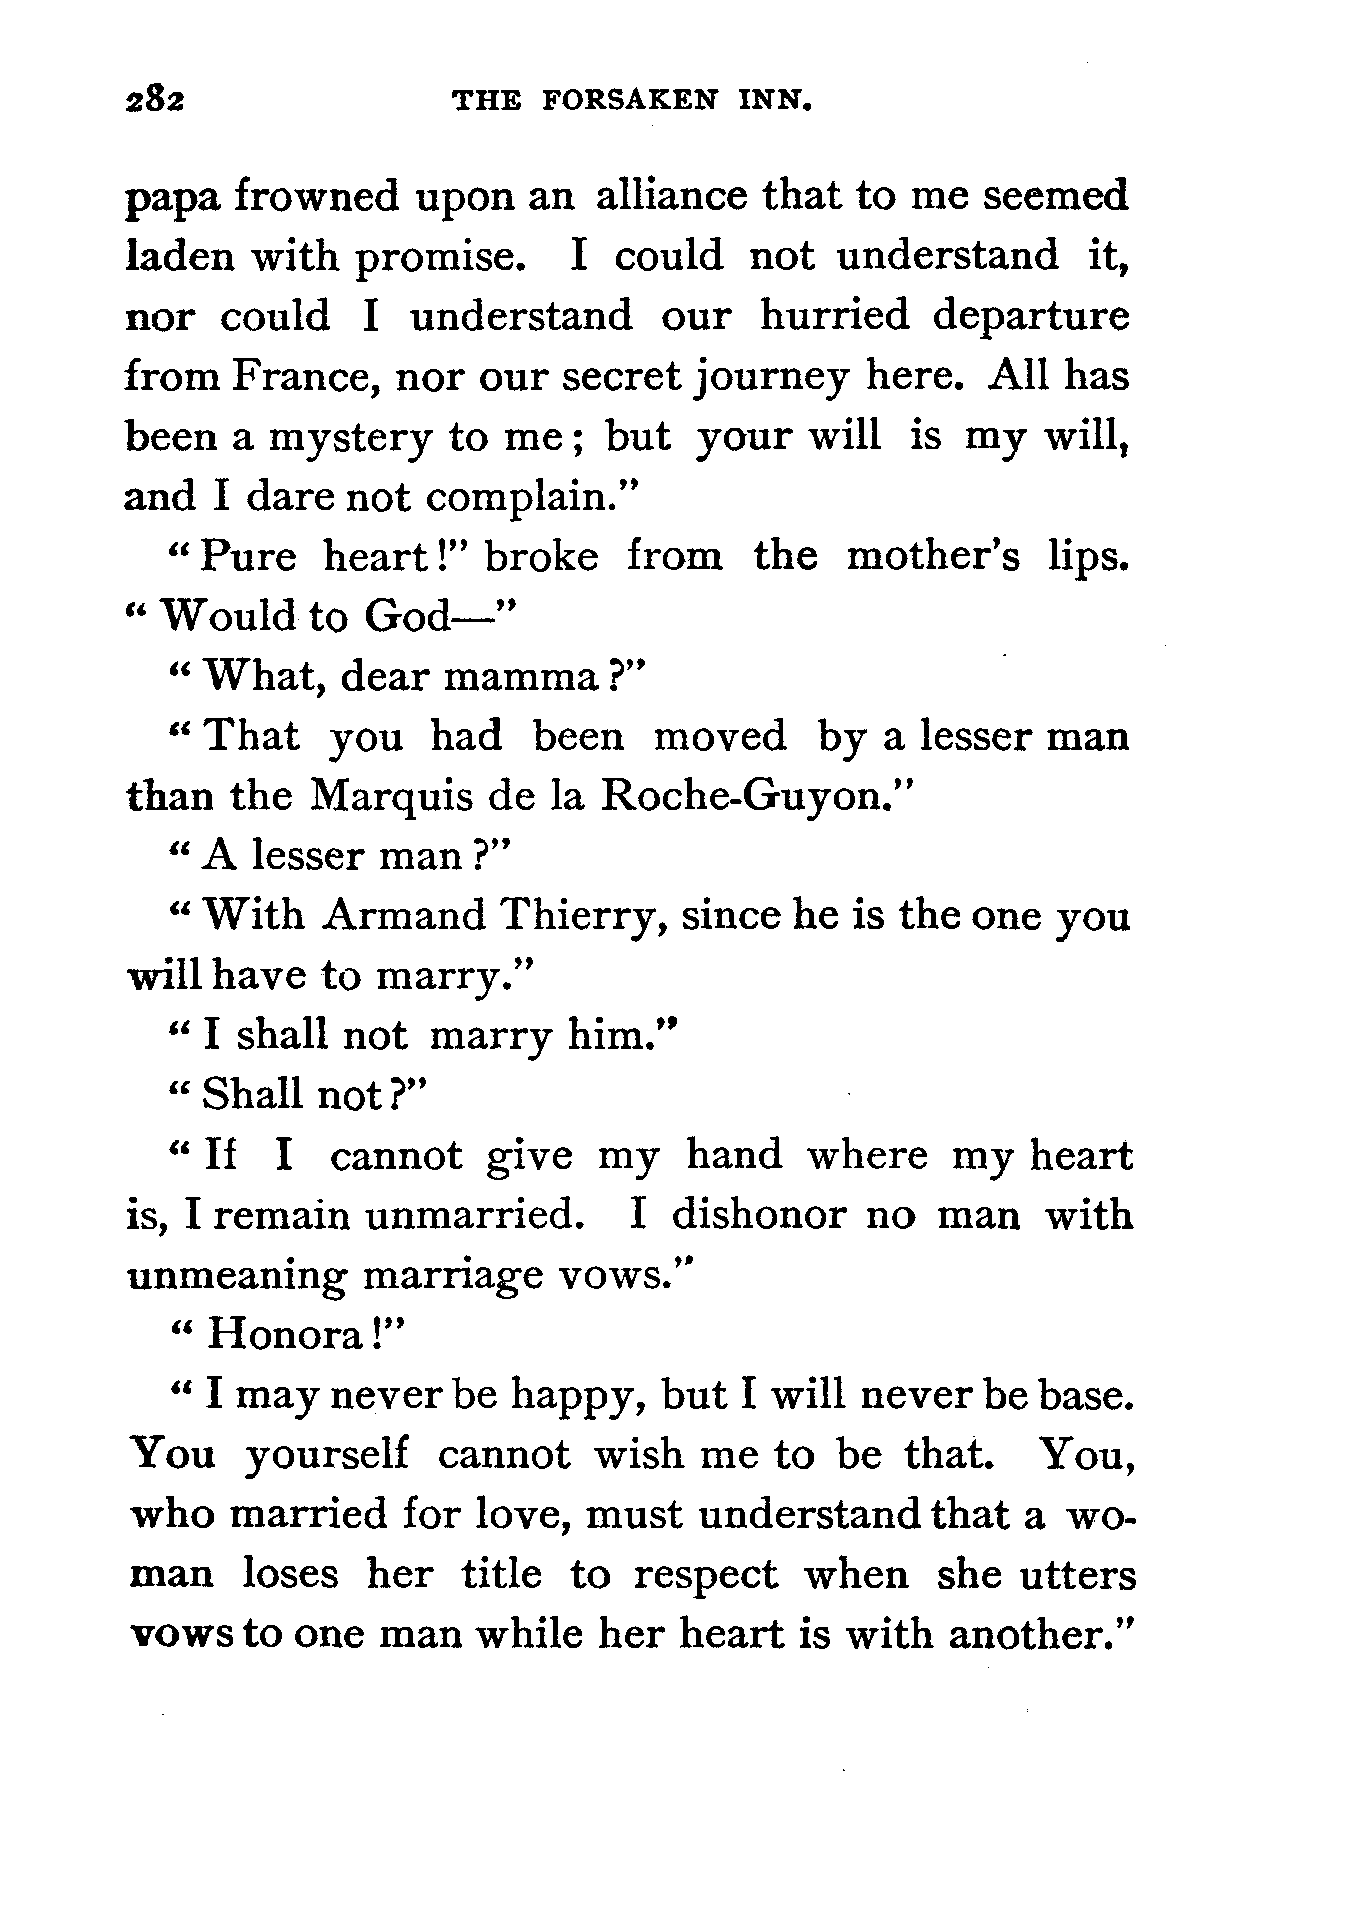 282 THE FORSAKEN INN.
papa frowned upon an alliance that to me seemed
laden with promise. I could not understand it,
nor could I understand our hurried departure
from France, nor our secret journey here. All has
been a mystery to me; but your will is my will,
and I dare not complain."
"Pure heart!" broke from the mother's lips.
"Would to God—"
"What, dear mamma?"
"That you had been moved by a lesser man
than the Marquis de la Roche-Guyon."
"A lesser man?"
"With Armand Thierry, since he is the one you
will have to marry."
"I shall not marry him."
"Shall not?"
"If I cannot give my hand where my heart
is, I remain unmarried. I dishonor no man with
unmeaning marriage vows."
"Honora!"
"I may never be happy, but I will never be base.
You yourself cannot wish me to be that. You,
who married for love, must understand that a wo-
man loses her title to respect when she utters
vows to one man while her heart is with another."